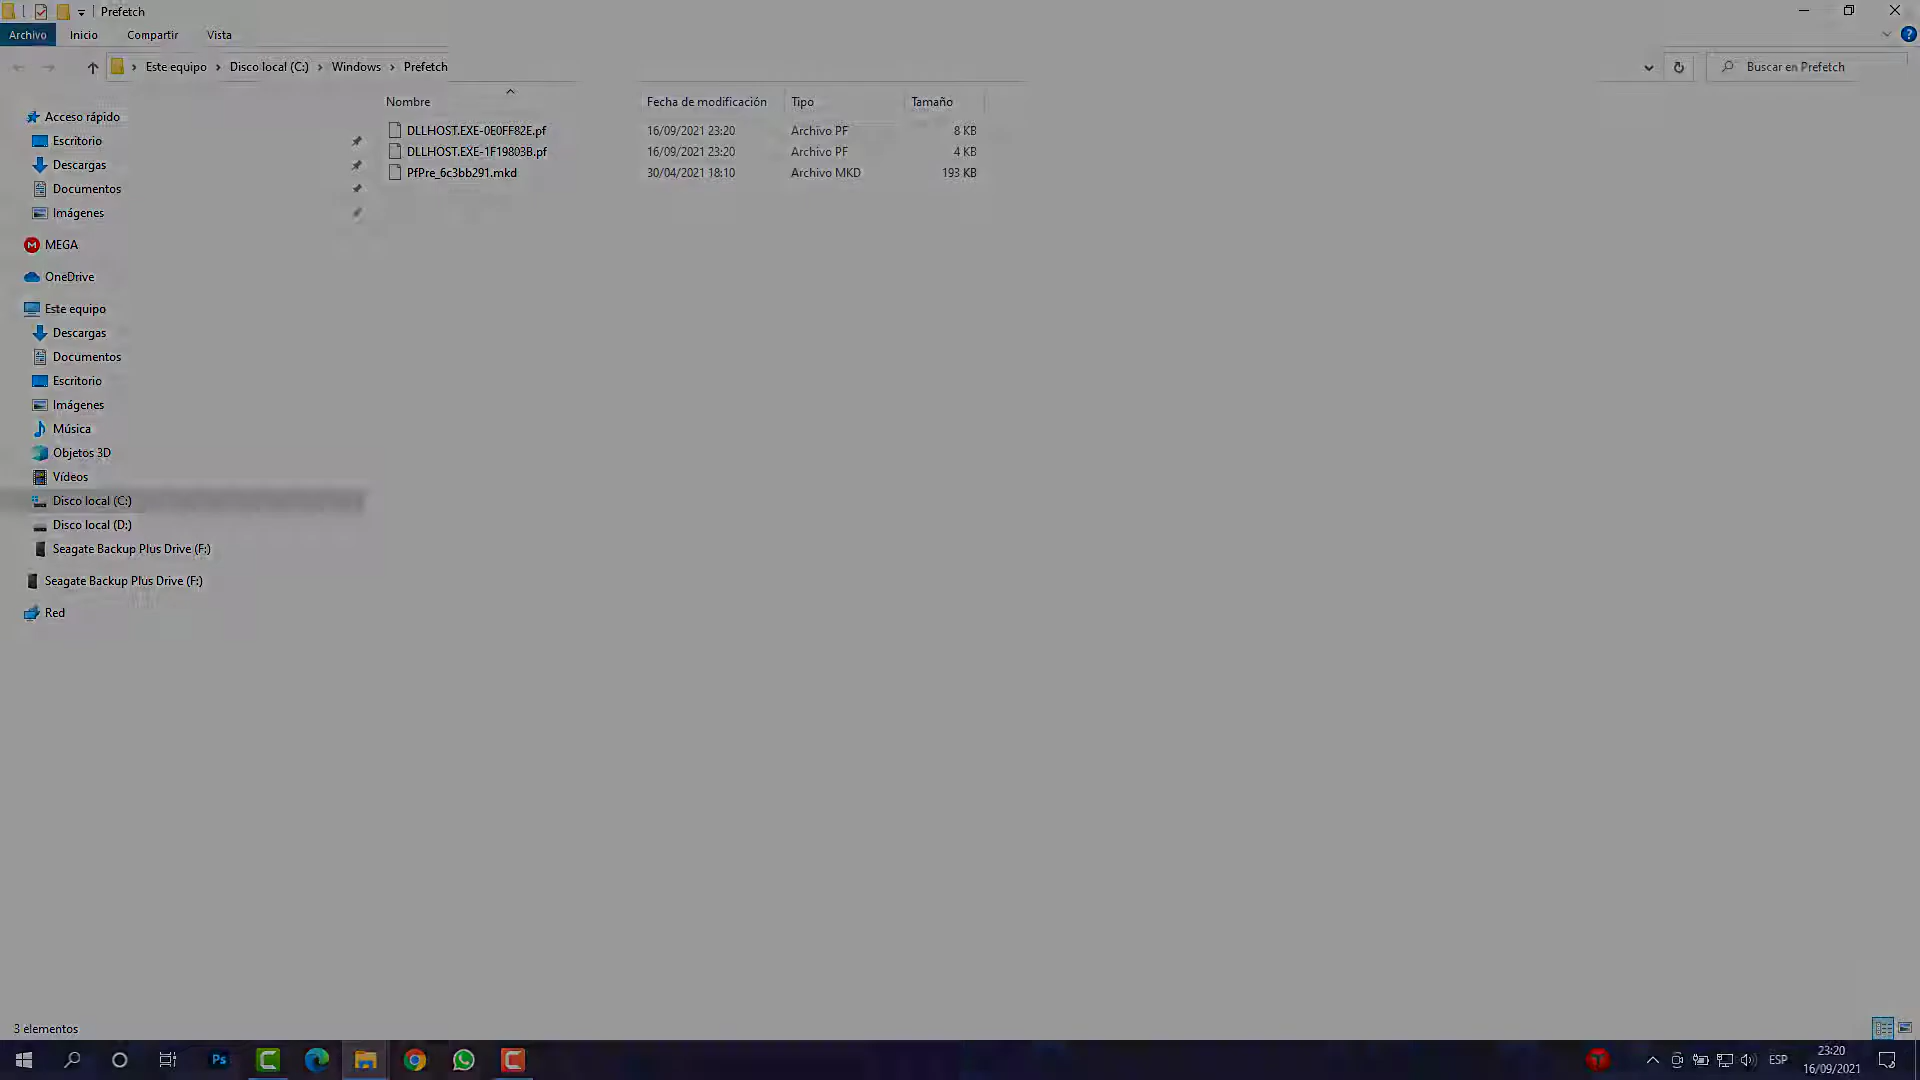 Prefetch
Archivo Inicio Compartir Vista
Este equipo Disco local (C:) Windows Prefetch Buscar en Prefetch
Nombre Fecha de modificación Tipo Tamaño
DLLHOST.EXE-0E0FF82E.pf 16/09/2021 23:20 Archivo PF 8 KB
DLLHOST.EXE-1F19803B.pf 16/09/2021 23:20 Archivo PF 4 KB
PfPre_6c3bb291.mkd 30/04/2021 18:10 Archivo MKD 193 KB
Acceso rápido
Escritorio
Descargas
Documentos
Imágenes
MEGA
OneDrive
Este equipo
Descargas
Documentos
Escritorio
Imágenes
Música
Objetos 3D
Vídeos
Disco local (C:)
Disco local (D:)
Seagate Backup Plus Drive (F:)
Seagate Backup Plus Drive (F:)
Red
3 elementos
Ps
ESP
23:20
16/09/2021